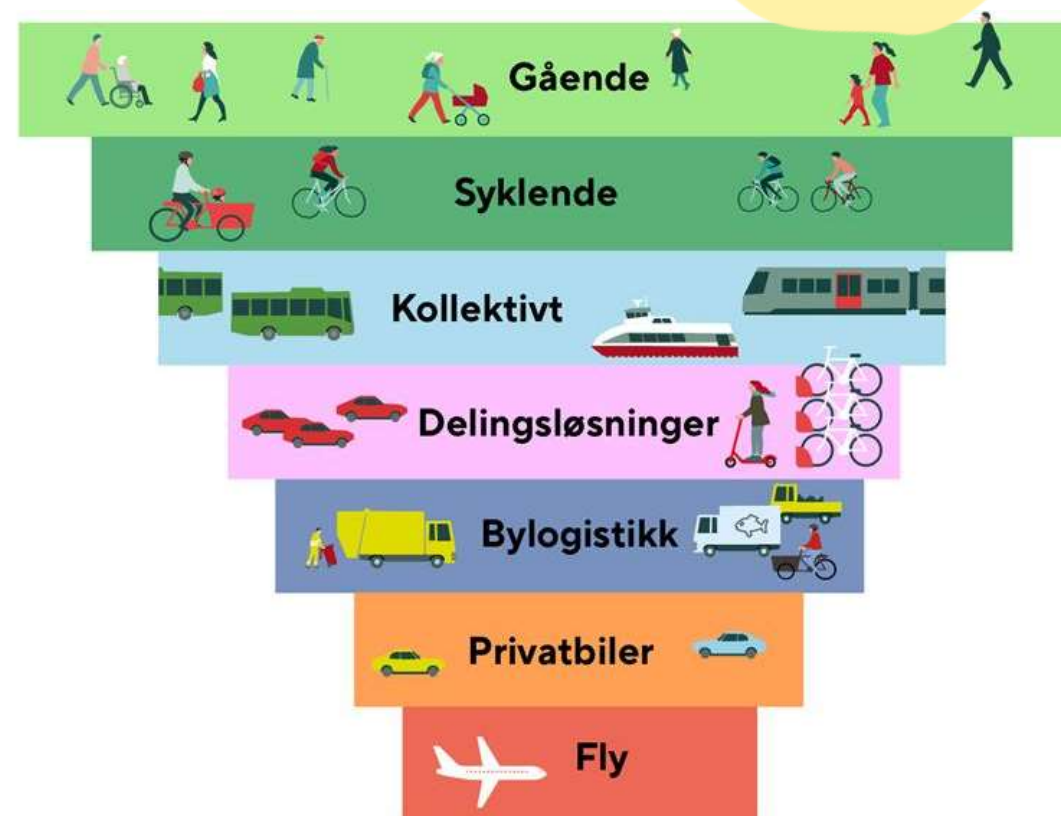 Gående
Syklende
Kollektivt
Delingsløsninger
Bylogistikk
Privatbiler
Fly